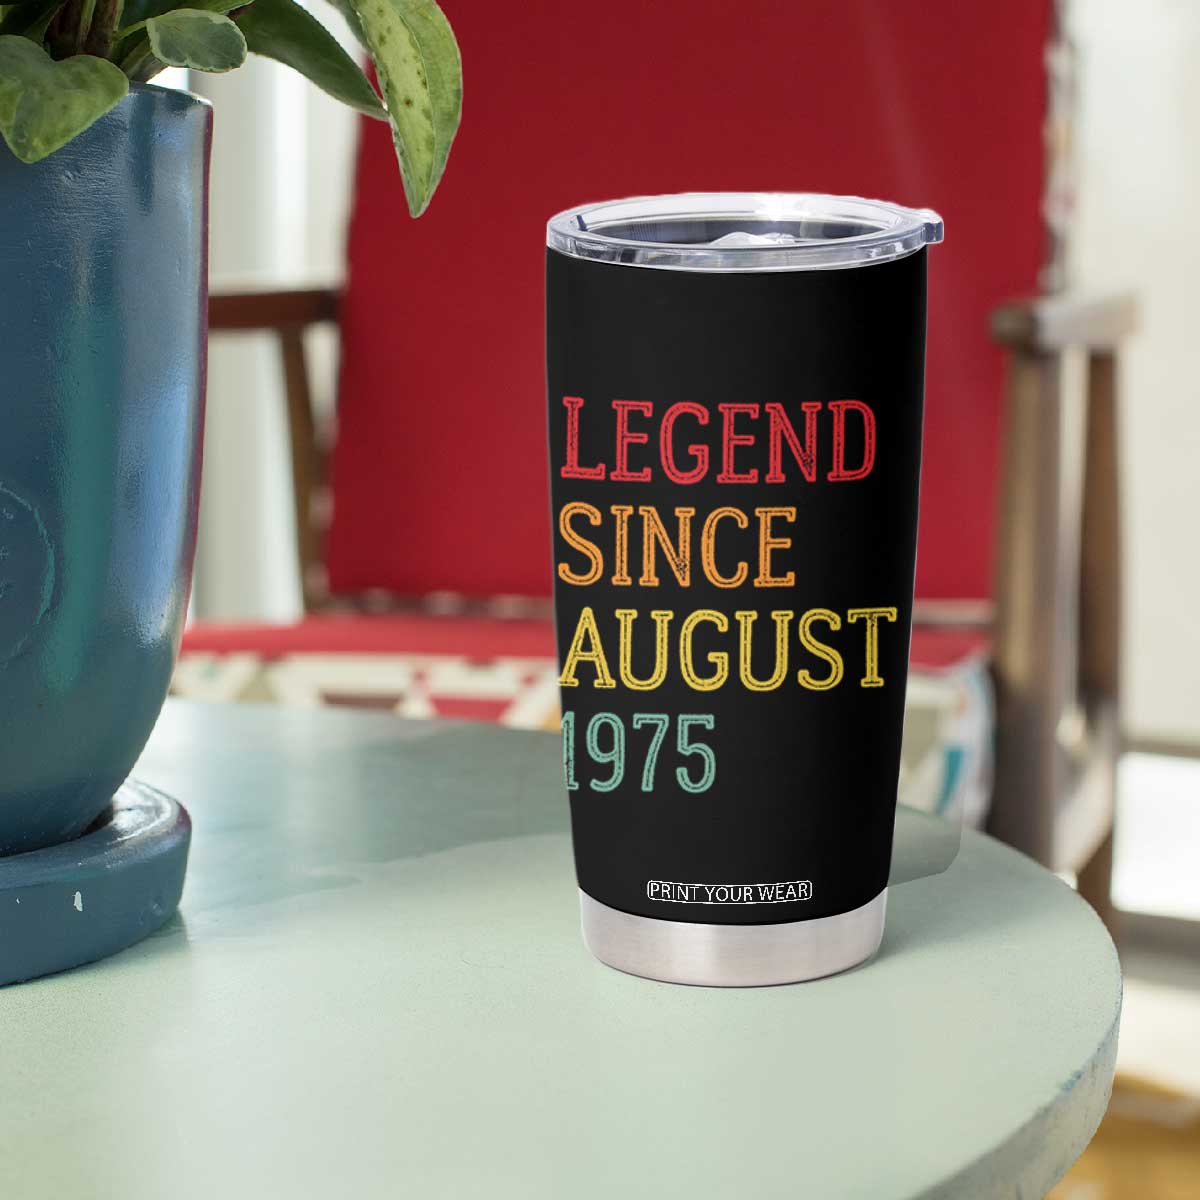 LEGEND
SINCE
AUGUST
1975
PRINT YOUR WEAR